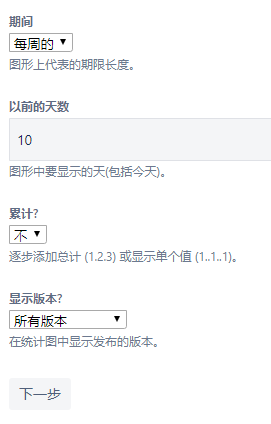 期间
每周的
图形上代表的期限长度。
以前的天数
10
图形中要显示的天(包括今天)。
累计?
不
逐步添加总计 (1.2.3) 或显示单个值 (1..1..1)。
显示版本?
所有版本
在统计图中显示发布的版本。
下一步